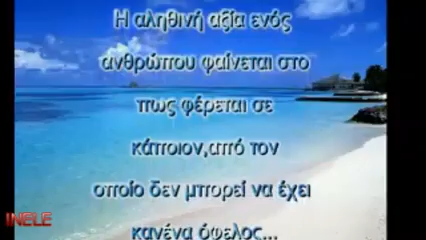 Η αληθινή αξία ενός
ανθρώπου φαίνεται στο
πως φέρεται σε
κάποιον,από τον
οποίο δεν μπορεί να έχει
κανένα όφελος...
INELE